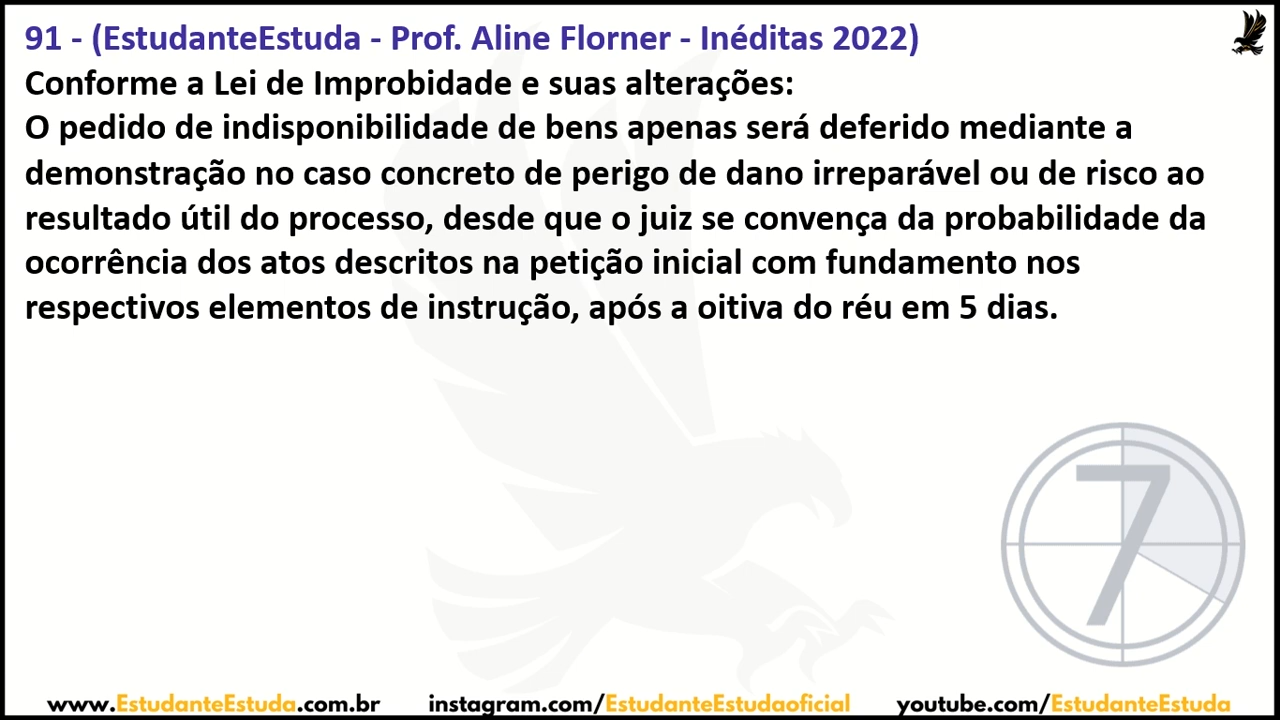 91 - (EstudanteEstuda - Prof. Aline Florner - Inéditas 2022)
Conforme a Lei de Improbidade e suas alterações:
O pedido de indisponibilidade de bens apenas será deferido mediante a
demonstração no caso concreto de perigo de dano irreparável ou de risco ao
resultado útil do processo, desde que o juiz se convença da probabilidade da
ocorrência dos atos descritos na petição inicial com fundamento nos
respectivos elementos de instrução, após a oitiva do réu em 5 dias.
7
www.EstudanteEstuda.com.br instagram.com/EstudanteEstudaoficial youtube.com/EstudanteEstuda